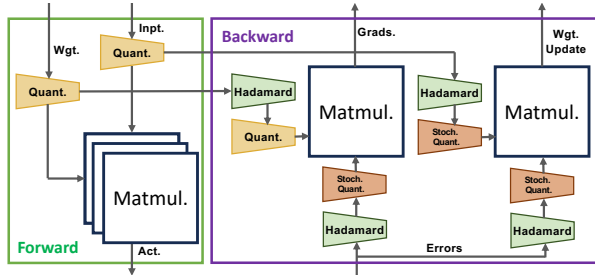 Wgt.
Inpt.
Quant.
Quant.
Matmul.
Forward
Act.
Backward
Grads.
Wgt.
Update
Hadamard
Quant.
Matmul.
Stoch.
Quant.
Hadamard
Hadamard
Stoch.
Quant.
Matmul.
Stoch.
Quant.
Hadamard
Errors